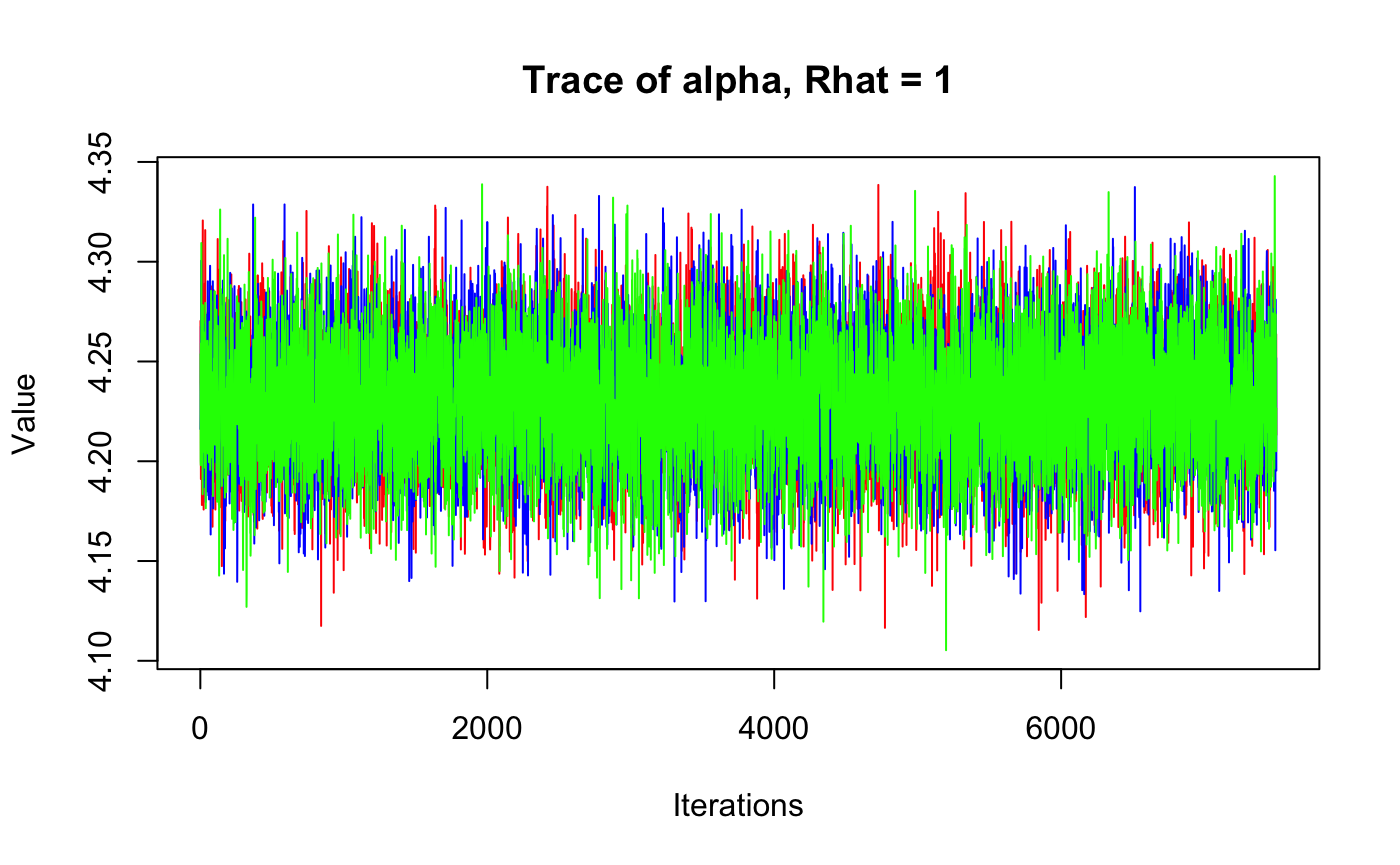 Trace of alpha, Rhat = 1
4.35
4.30
4.25
4.20
4.15
4.10
Value
0 2000 4000 6000
Iterations